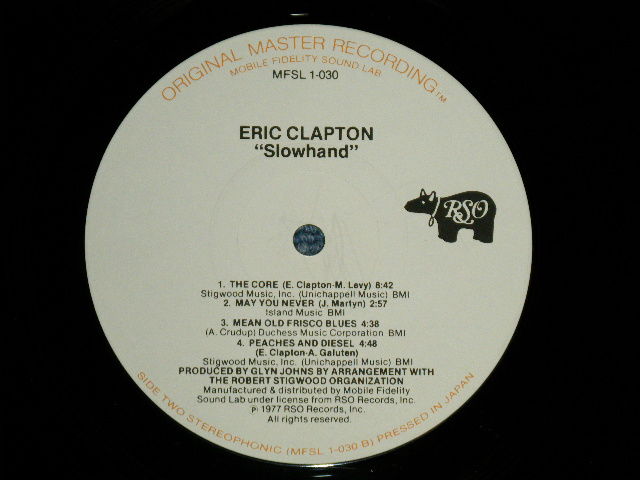 ORIGINAL MASTER RECORDING™
MOBILE FIDELITY SOUND LAB
MFSL 1-030
ERIC CLAPTON
"Slowhand"
RSO
1. THE CORE (E. Clapton-M. Levy) 8:42
Stigwood Music, Inc. (Unichappell Music) BMI
2. MAY YOU NEVER (J. Martyn) 2:57
Island Music BMI
3. MEAN OLD FRISCO BLUES 4:38
(A. Crudup) Duchess Music Corporation BMI
4. PEACHES AND DIESEL 4:48
(E. Clapton-A. Galuten)
Stigwood Music, Inc. (Unichappell Music) BMI
PRODUCED BY GLYN JOHNS BY ARRANGEMENT WITH
THE ROBERT STIGWOOD ORGANIZATION
Manufactured & distributed by Mobile Fidelity
Sound Lab under license from RSO Records, Inc.
℗ 1977 RSO Records, Inc.
All rights reserved.
SIDE TWO STEREOPHONIC (MFSL 1-030 B) PRESSED IN JAPAN